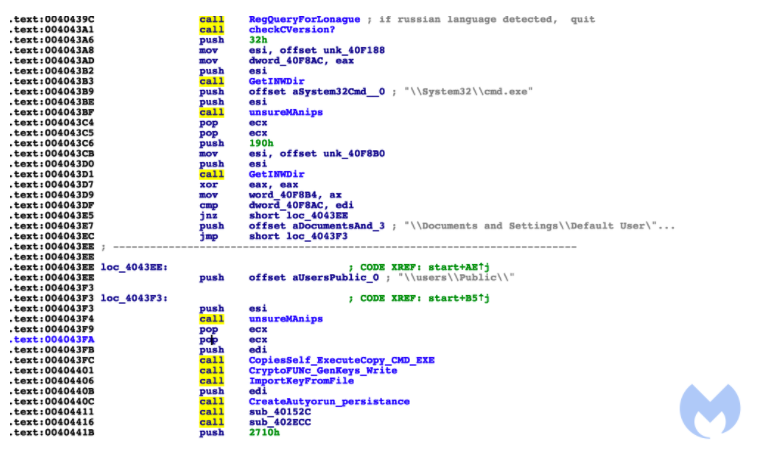 .text:0040439C call RegQueryForLonague ; if russian language detected, quit
.text:004043A1 call checkCVersion?
.text:004043A6 push 32h
.text:004043A8 mov esi, offset unk_40F188
.text:004043AD mov dword_40F8AC, eax
.text:004043B2 push esi
.text:004043B3 call GetINWDir
.text:004043B9 push offset aSystem32Cmd__0 ; "\\System32\\cmd.exe"
.text:004043BE push esi
.text:004043BF call unsureMAnips
.text:004043C4 pop ecx
.text:004043C5 pop ecx
.text:004043C6 push 190h
.text:004043CB mov esi, offset unk_40F8B0
.text:004043D0 push esi
.text:004043D1 call GetINWDir
.text:004043D7 xor eax, eax
.text:004043D9 mov word_40F8B4, ax
.text:004043DF cmp dword_40F8AC, edi
.text:004043E5 jnz short loc_4043EE
.text:004043E7 push offset aDocumentsAnd_3 ; "\\Documents and Settings\\Default User\"...
.text:004043EC jmp short loc_4043F3
.text:004043EE ; ---------------------------------------------------------------------------
.text:004043EE
.text:004043EE loc_4043EE: ; CODE XREF: start+AE↑j
.text:004043EE push offset aUsersPublic_0 ; "\\users\\Public\\"
.text:004043F3
.text:004043F3 loc_4043F3: ; CODE XREF: start+B5↑j
.text:004043F3 push esi
.text:004043F4 call unsureMAnips
.text:004043F9 pop ecx
.text:004043FA pop ecx
.text:004043FB push edi
.text:004043FC call CopiesSelf_ExecuteCopy_CMD_EXE
.text:00404401 call CryptoFUNc_GenKeys_Write
.text:00404406 call ImportKeyFromFile
.text:0040440B push edi
.text:0040440C call CreateAutyorun_persistance
.text:00404411 call sub_40152C
.text:00404416 call sub_402ECC
.text:0040441B push 2710h